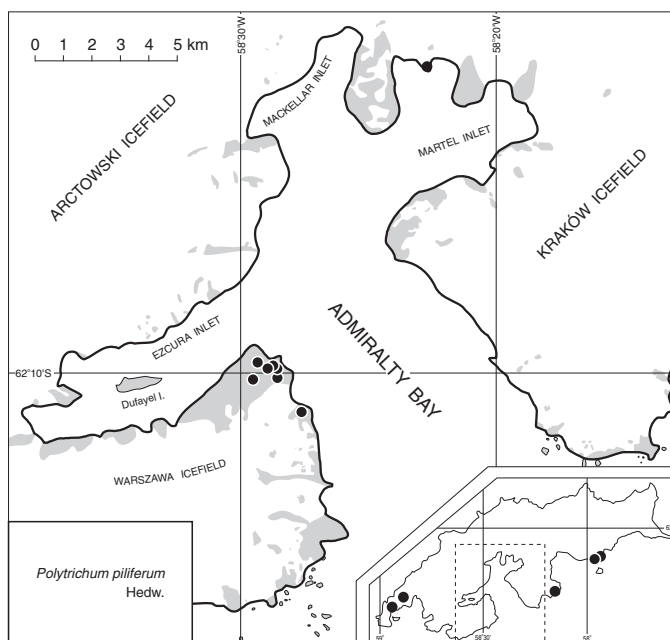 0 1 2 3 4 5 km
58°30'W
58°20'W
MACKELLAR INLET
MARTEL INLET
ARCTOWSKI ICEFIELD
KRAKÓW ICEFIELD
EZCURA INLET
ADMIRALTY BAY
62°10'S
Dufayel I.
WARSZAWA ICEFIELD
Polytrichum piliferum
Hedw.
59°
58°30'
58°